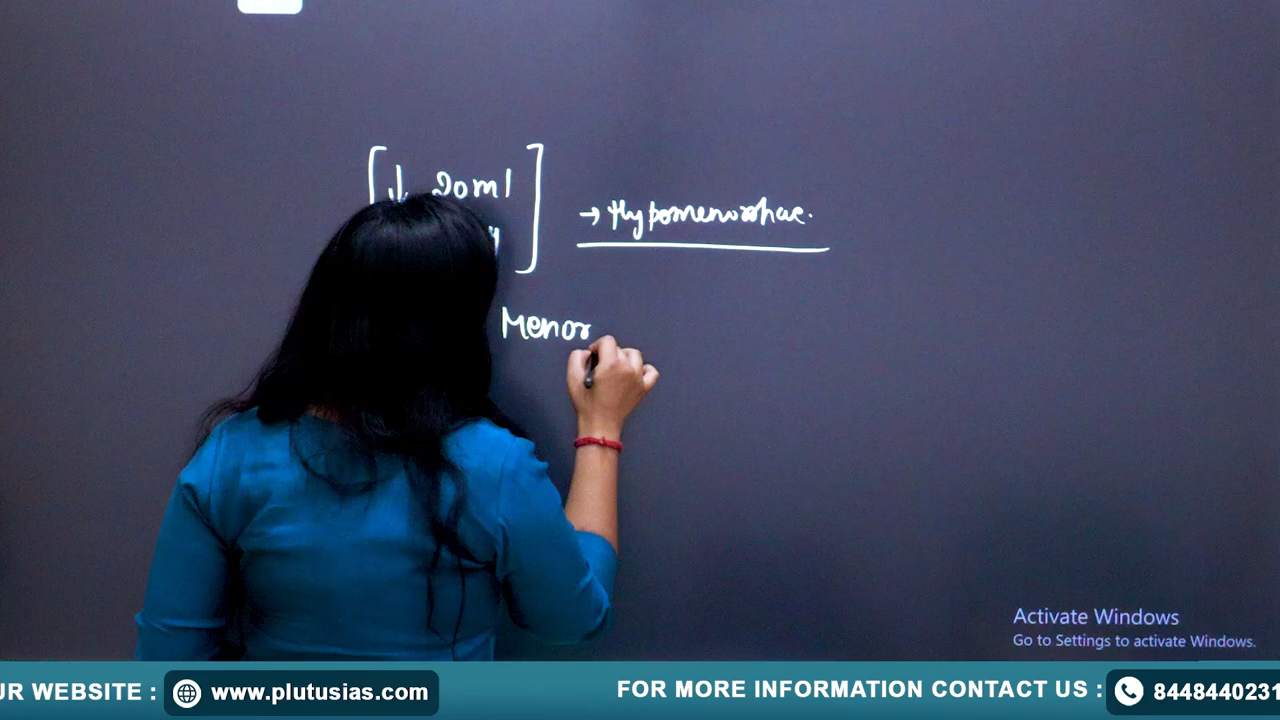 [↓ 20ml ]
→ Hypomenorrhae.
Menor
Activate Windows
Go to Settings to activate Windows.
UR WEBSITE : www.plutusias.com FOR MORE INFORMATION CONTACT US : 8448440231